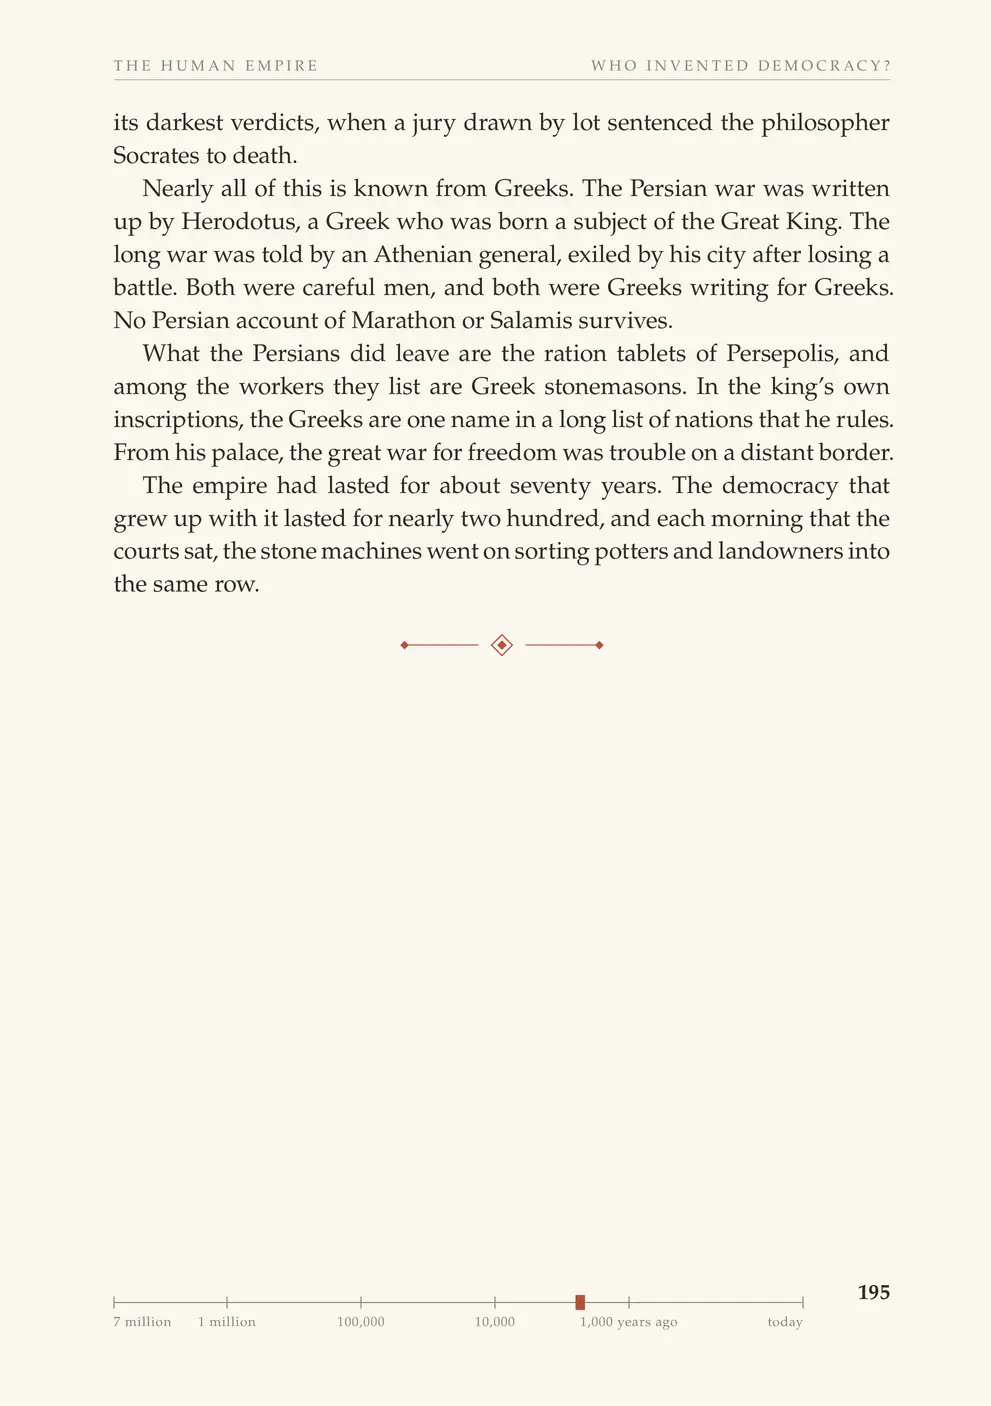 THE HUMAN EMPIRE
WHO INVENTED DEMOCRACY?
its darkest verdicts, when a jury drawn by lot sentenced the philosopher
Socrates to death.
Nearly all of this is known from Greeks. The Persian war was written
up by Herodotus, a Greek who was born a subject of the Great King. The
long war was told by an Athenian general, exiled by his city after losing a
battle. Both were careful men, and both were Greeks writing for Greeks.
No Persian account of Marathon or Salamis survives.
What the Persians did leave are the ration tablets of Persepolis, and
among the workers they list are Greek stonemasons. In the king’s own
inscriptions, the Greeks are one name in a long list of nations that he rules.
From his palace, the great war for freedom was trouble on a distant border.
The empire had lasted for about seventy years. The democracy that
grew up with it lasted for nearly two hundred, and each morning that the
courts sat, the stone machines went on sorting potters and landowners into
the same row.
195
7 million
1 million
100,000
10,000
1,000 years ago
today